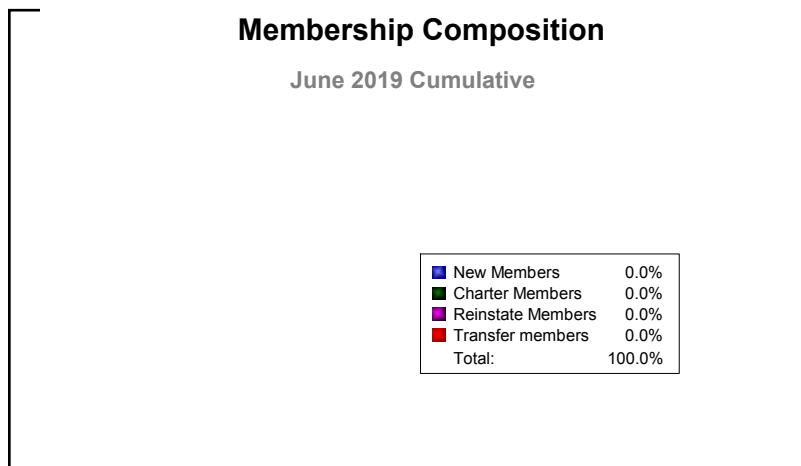 Membership Composition
June 2019 Cumulative
New Members 0.0%
Charter Members 0.0%
Reinstate Members 0.0%
Transfer members 0.0%
Total: 100.0%